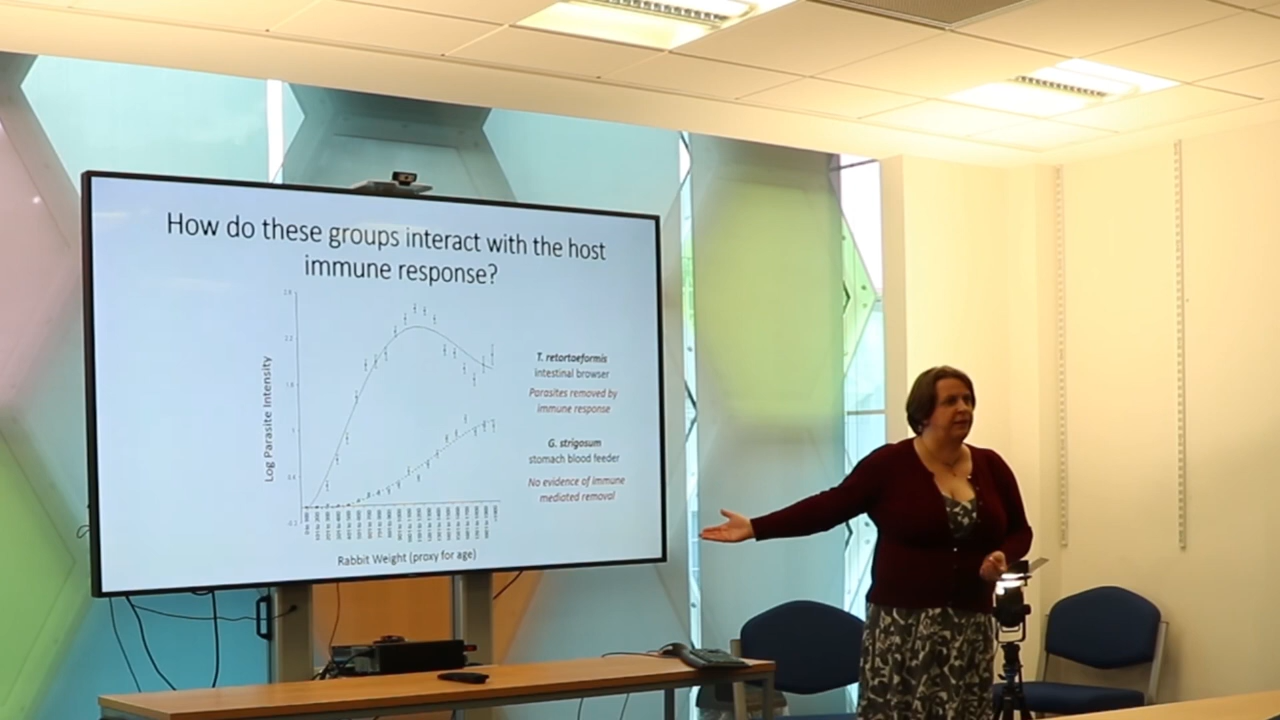 How do these groups interact with the host
immune response?
Log Parasite Intensity
T. retortaeformis
intestinal browser
Parasites removed by
immune response
G. strigosum
stomach blood feeder
No evidence of immune
mediated removal
Rabbit Weight (proxy for age)